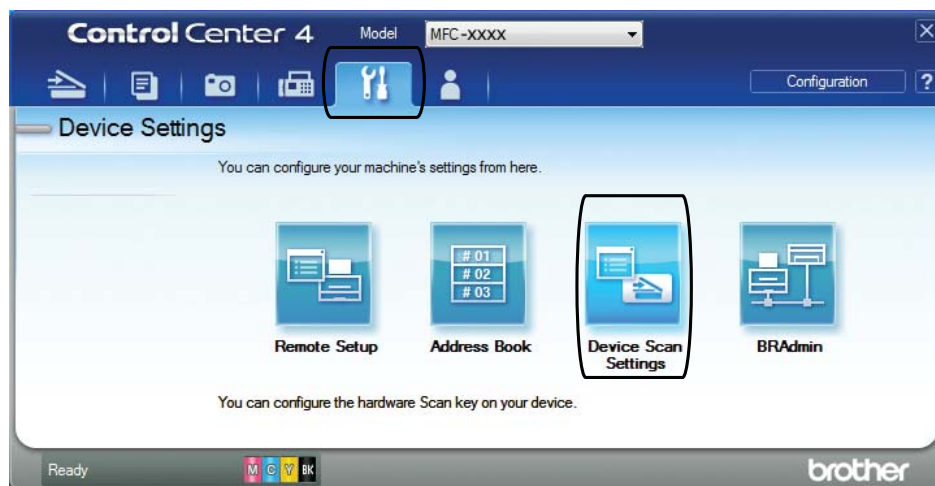 Control Center 4 Model MFC-XXXX
Configuration ?
Device Settings
You can configure your machine's settings from here.
# 01
# 02
# 03
Remote Setup Address Book Device Scan Settings BRAdmin
You can configure the hardware Scan key on your device.
Ready M C Y BK brother